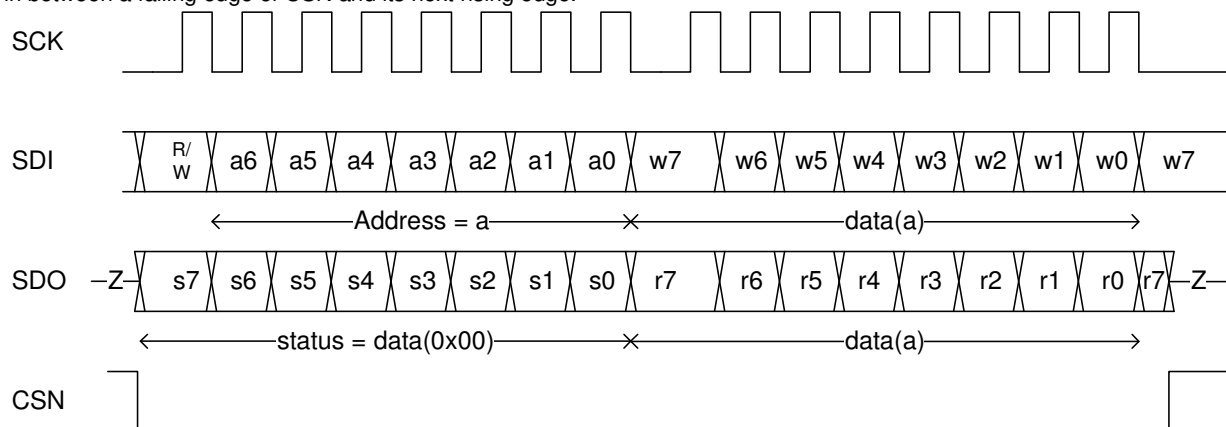 in between a falling edge of CSN and its next rising edge.
SCK
SDI R/W a6 a5 a4 a3 a2 a1 a0 w7 w6 w5 w4 w3 w2 w1 w0 w7
Address = a data(a)
SDO Z s7 s6 s5 s4 s3 s2 s1 s0 r7 r6 r5 r4 r3 r2 r1 r0 r7 Z
status = data(0x00) data(a)
CSN